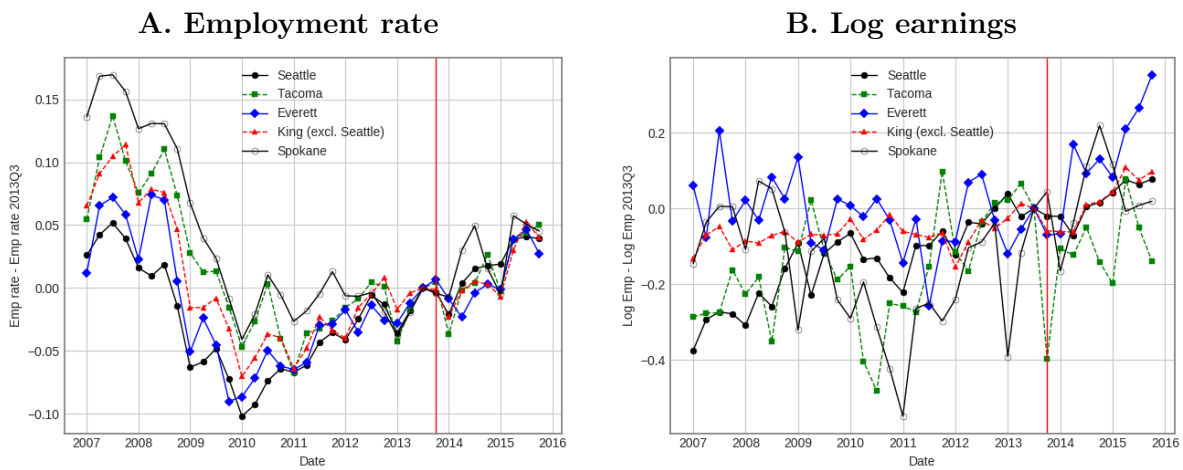 A. Employment rate
Emp rate - Emp rate 2013Q3
0.15
0.10
0.05
0.00
−0.05
−0.10
Seattle
Tacoma
Everett
King (excl. Seattle)
Spokane
2007 2008 2009 2010 2011 2012 2013 2014 2015 2016
Date
B. Log earnings
Log Emp - Log Emp 2013Q3
0.2
0.0
−0.2
−0.4
Seattle
Tacoma
Everett
King (excl. Seattle)
Spokane
2007 2008 2009 2010 2011 2012 2013 2014 2015 2016
Date